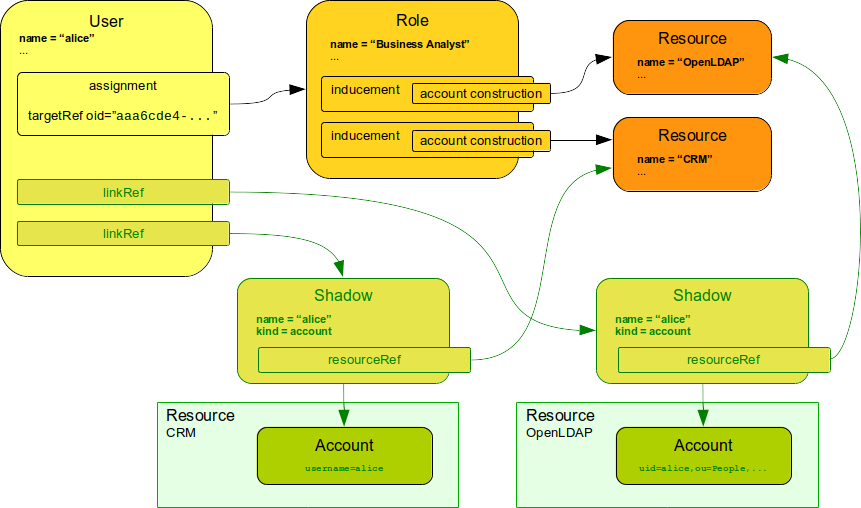 User
name = “alice”
...
assignment
targetRef oid=”aaa6cde4-...”
linkRef
linkRef
Role
name = “Business Analyst”
...
inducement
account construction
inducement
account construction
Resource
name = “OpenLDAP”
...
Resource
name = “CRM”
...
Shadow
name = “alice”
kind = account
resourceRef
Shadow
name = “alice”
kind = account
resourceRef
Resource
CRM
Account
username=alice
Resource
OpenLDAP
Account
uid=alice,ou=People,...